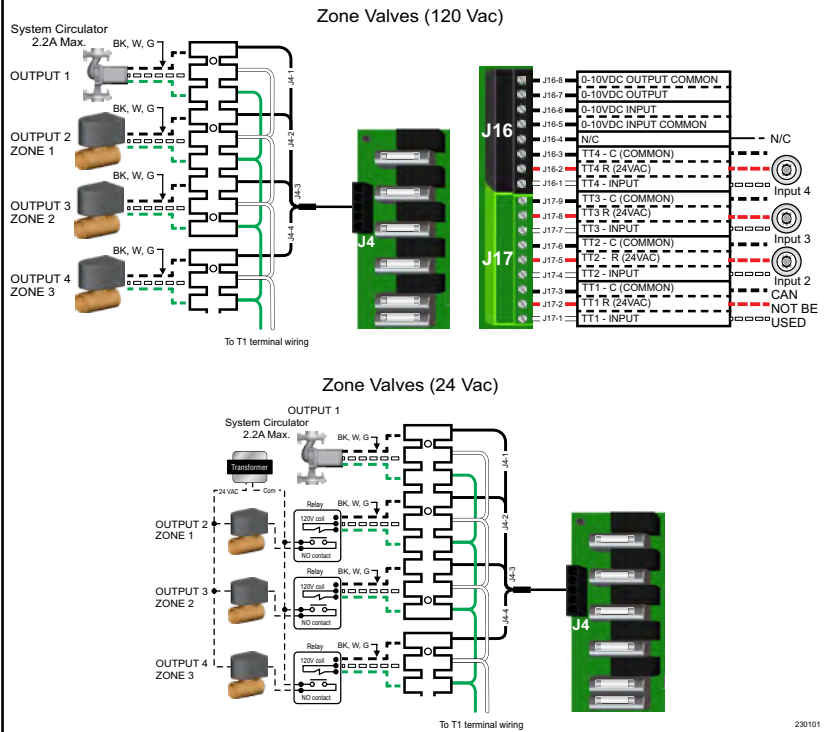 Zone Valves (120 Vac)
System Circulator
2.2A Max.
BK, W, G
OUTPUT 1
BK, W, G
OUTPUT 2
ZONE 1
BK, W, G
OUTPUT 3
ZONE 2
BK, W, G
OUTPUT 4
ZONE 3
J4-1
J4-2
J4-3
J4-4
J4
To T1 terminal wiring
J16
J16-8 0-10VDC OUTPUT COMMON
J16-7 0-10VDC OUTPUT
J16-6 0-10VDC INPUT
J16-5 0-10VDC INPUT COMMON
J16-4 N/C N/C
J16-3 TT4 - C (COMMON)
J16-2 TT4 R (24VAC)
J16-1 TT4 - INPUT
Input 4
J17
J17-9 TT3 - C (COMMON)
J17-8 TT3 R (24VAC)
J17-7 TT3 - INPUT
Input 3
J17-6 TT2 - C (COMMON)
J17-5 TT2 - R (24VAC)
J17-4 TT2 - INPUT
Input 2
J17-3 TT1 - C (COMMON)
J17-2 TT1 R (24VAC)
J17-1 TT1 - INPUT
CAN
NOT BE
USED
Zone Valves (24 Vac)
OUTPUT 1
System Circulator
2.2A Max.
BK, W, G
Transformer
24 VAC Com
OUTPUT 2
ZONE 1
Relay
120V coil
NO contact
BK, W, G
OUTPUT 3
ZONE 2
Relay
120V coil
NO contact
BK, W, G
OUTPUT 4
ZONE 3
Relay
120V coil
NO contact
BK, W, G
J4-1
J4-2
J4-3
J4-4
J4
To T1 terminal wiring
230101